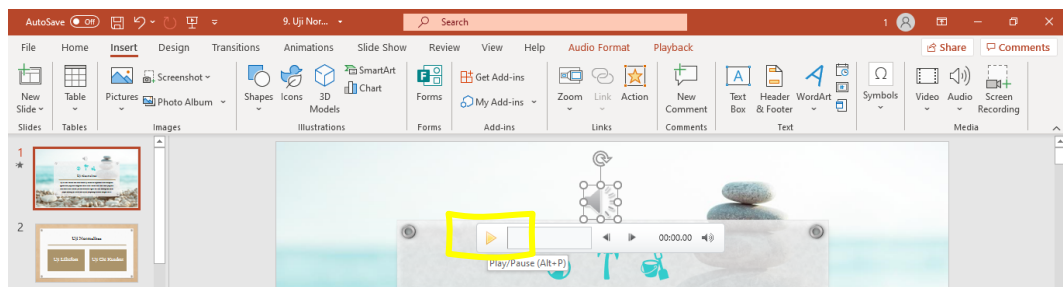 AutoSave Off 9. Uji Nor... Search 1
File Home Insert Design Transitions Animations Slide Show Review View Help Audio Format Playback Share Comments
New Slide
Table
Pictures
Screenshot
Photo Album
Shapes
Icons
3D Models
SmartArt
Chart
Forms
Get Add-ins
My Add-ins
Zoom
Link
Action
New Comment
Text Box
Header & Footer
WordArt
Symbols
Video
Audio
Screen Recording
Slides Tables Images Illustrations Forms Add-ins Links Comments Text Media
1
2
Uji Normalitas
Uji Liliefors
00:00.00
Play/Pause (Alt+P)